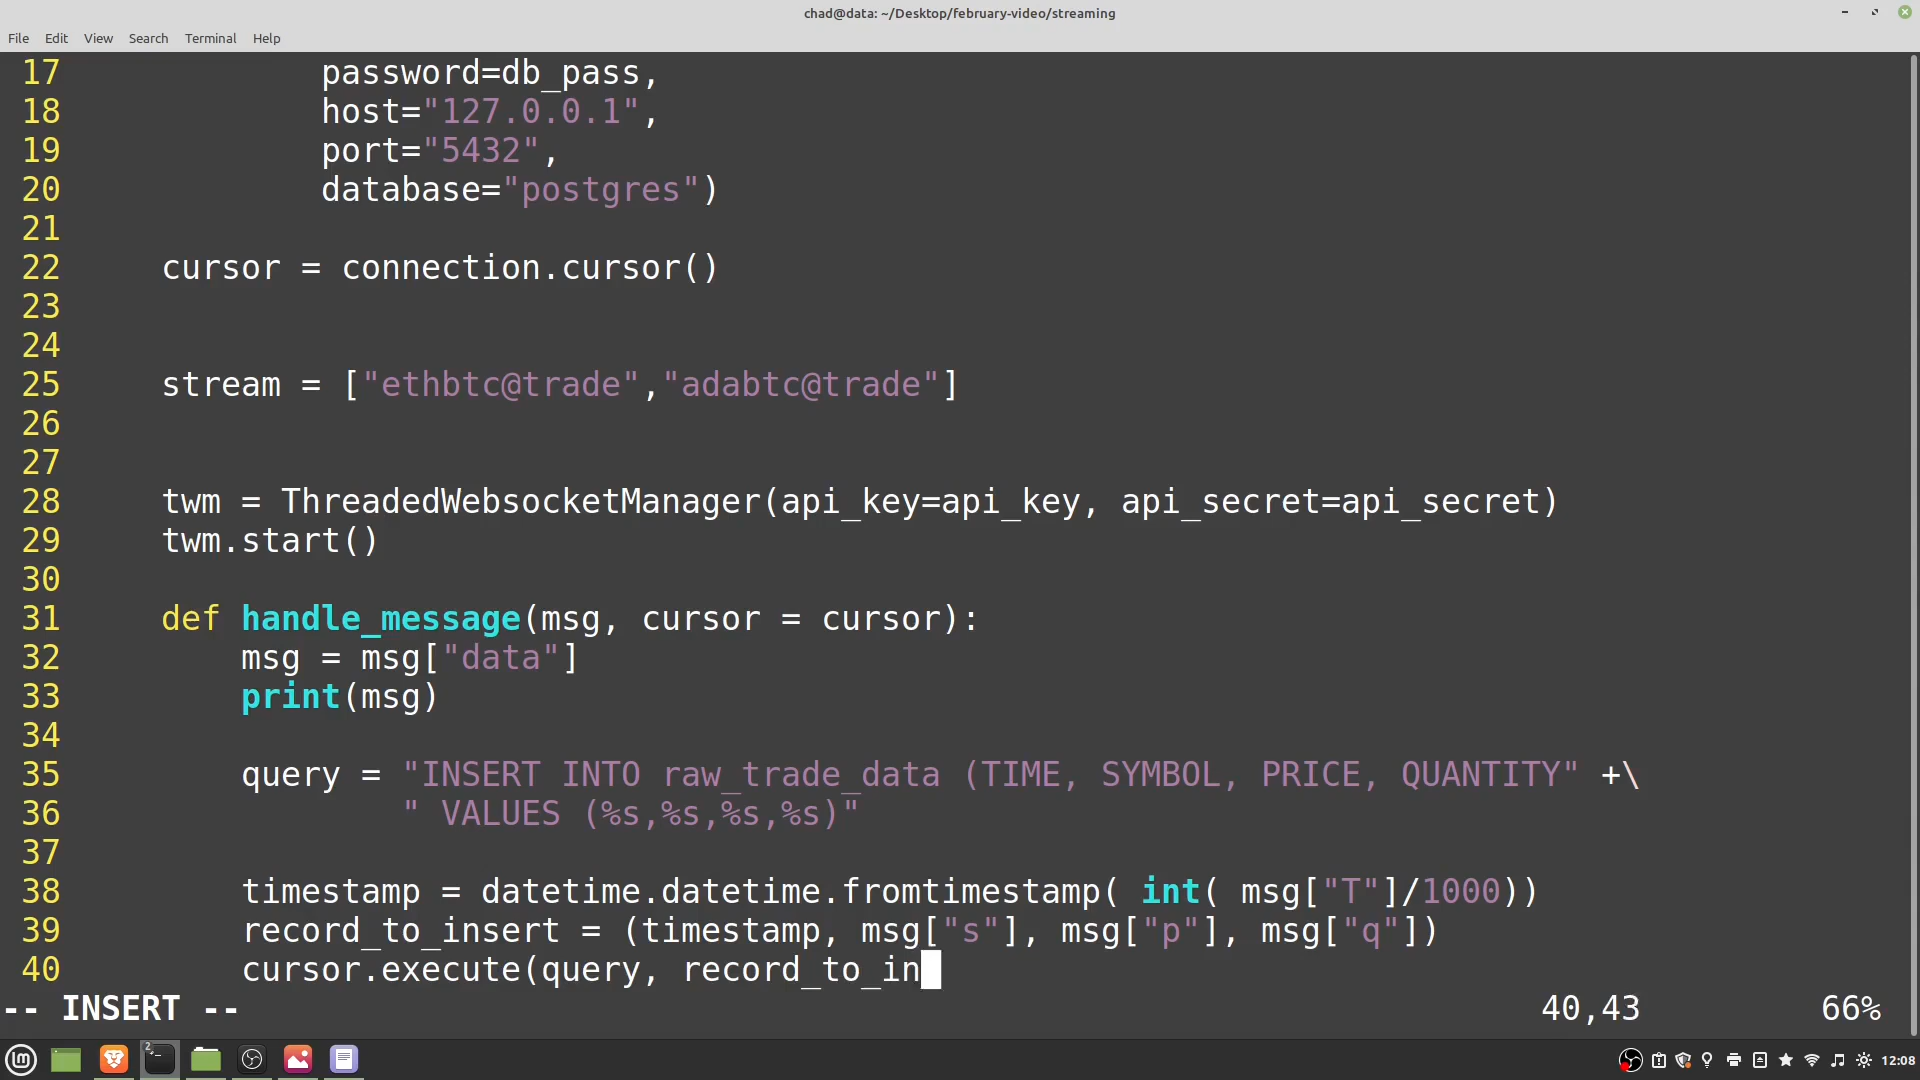 chad@data: ~/Desktop/february-video/streaming
File Edit View Search Terminal Help
17             password=db_pass,
18             host="127.0.0.1",
19             port="5432",
20             database="postgres")
21
22     cursor = connection.cursor()
23
24
25     stream = ["ethbtc@trade","adabtc@trade"]
26
27
28     twm = ThreadedWebsocketManager(api_key=api_key, api_secret=api_secret)
29     twm.start()
30
31     def handle_message(msg, cursor = cursor):
32         msg = msg["data"]
33         print(msg)
34
35         query = "INSERT INTO raw_trade_data (TIME, SYMBOL, PRICE, QUANTITY" +\
36                 " VALUES (%s,%s,%s,%s)"
37
38         timestamp = datetime.datetime.fromtimestamp( int( msg["T"]/1000))
39         record_to_insert = (timestamp, msg["s"], msg["p"], msg["q"])
40         cursor.execute(query, record_to_in
-- INSERT -- 40,43 66%
2
12:08